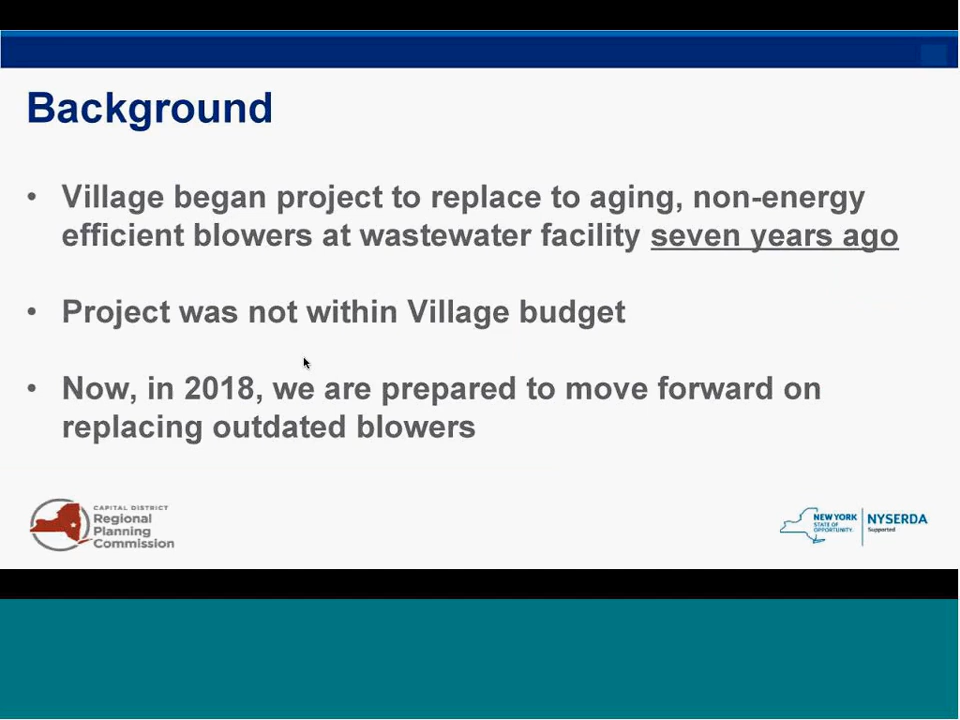 Background
• Village began project to replace to aging, non-energy
efficient blowers at wastewater facility seven years ago
• Project was not within Village budget
• Now, in 2018, we are prepared to move forward on
replacing outdated blowers
CAPITAL DISTRICT
Regional
Planning
Commission
NEW YORK
STATE OF
OPPORTUNITY.
NYSERDA
Supported